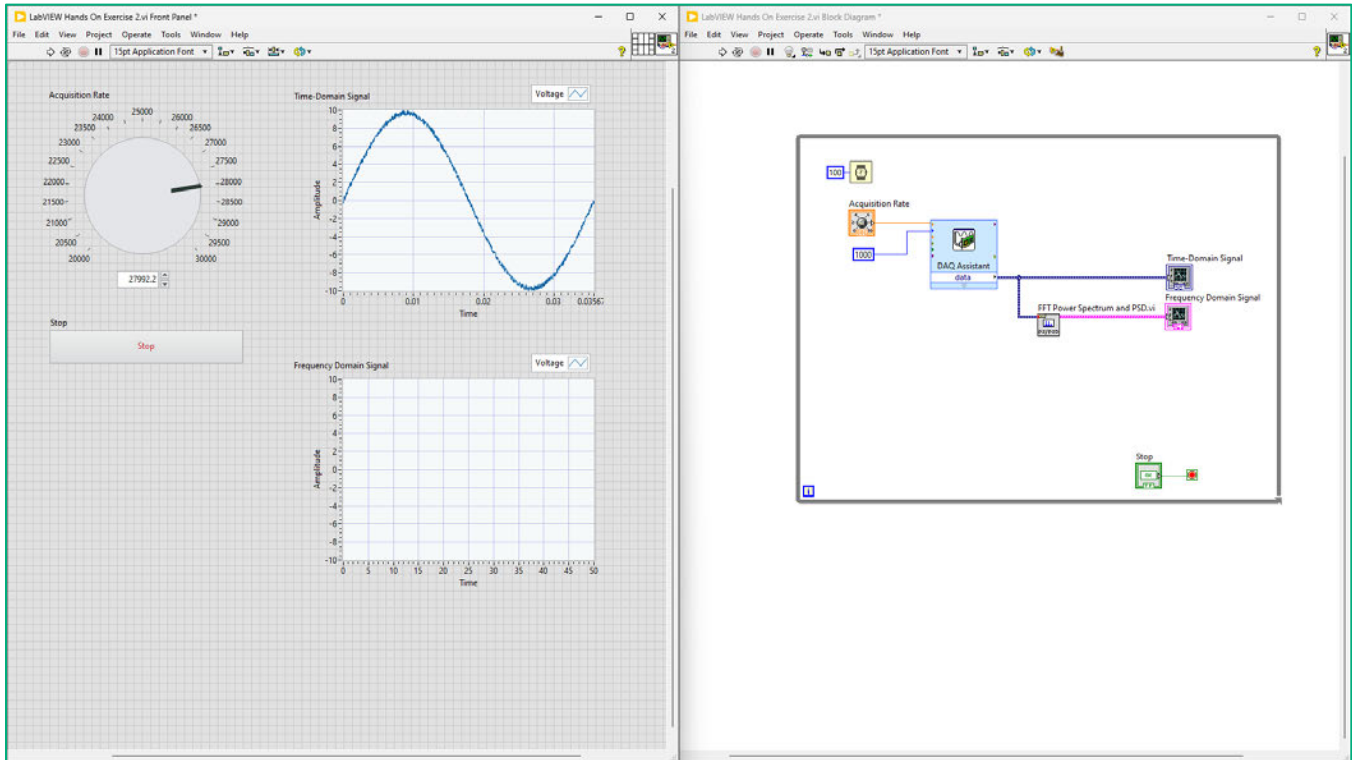 LabVIEW Hands On Exercise 2.vi Front Panel *
File Edit View Project Operate Tools Window Help
15pt Application Font
Acquisition Rate
20000
20500
21000
21500
22000
22500
23000
23500
24000
25000
26000
26500
27000
27500
28000
28500
29000
29500
30000
27992.2
Stop
Stop
Time-Domain Signal
Voltage
Amplitude
10
8
6
4
2
0
-2
-4
-6
-8
-10
0 0.01 0.02 0.03 0.03567
Time
Frequency Domain Signal
Voltage
Amplitude
10
8
6
4
2
0
-2
-4
-6
-8
-10
0 5 10 15 20 25 30 35 40 45 50
Time
LabVIEW Hands On Exercise 2.vi Block Diagram *
File Edit View Project Operate Tools Window Help
15pt Application Font
100
Acquisition Rate
1000
DAQ Assistant
data
Time-Domain Signal
Frequency Domain Signal
FFT Power Spectrum and PSD.vi
Stop
i